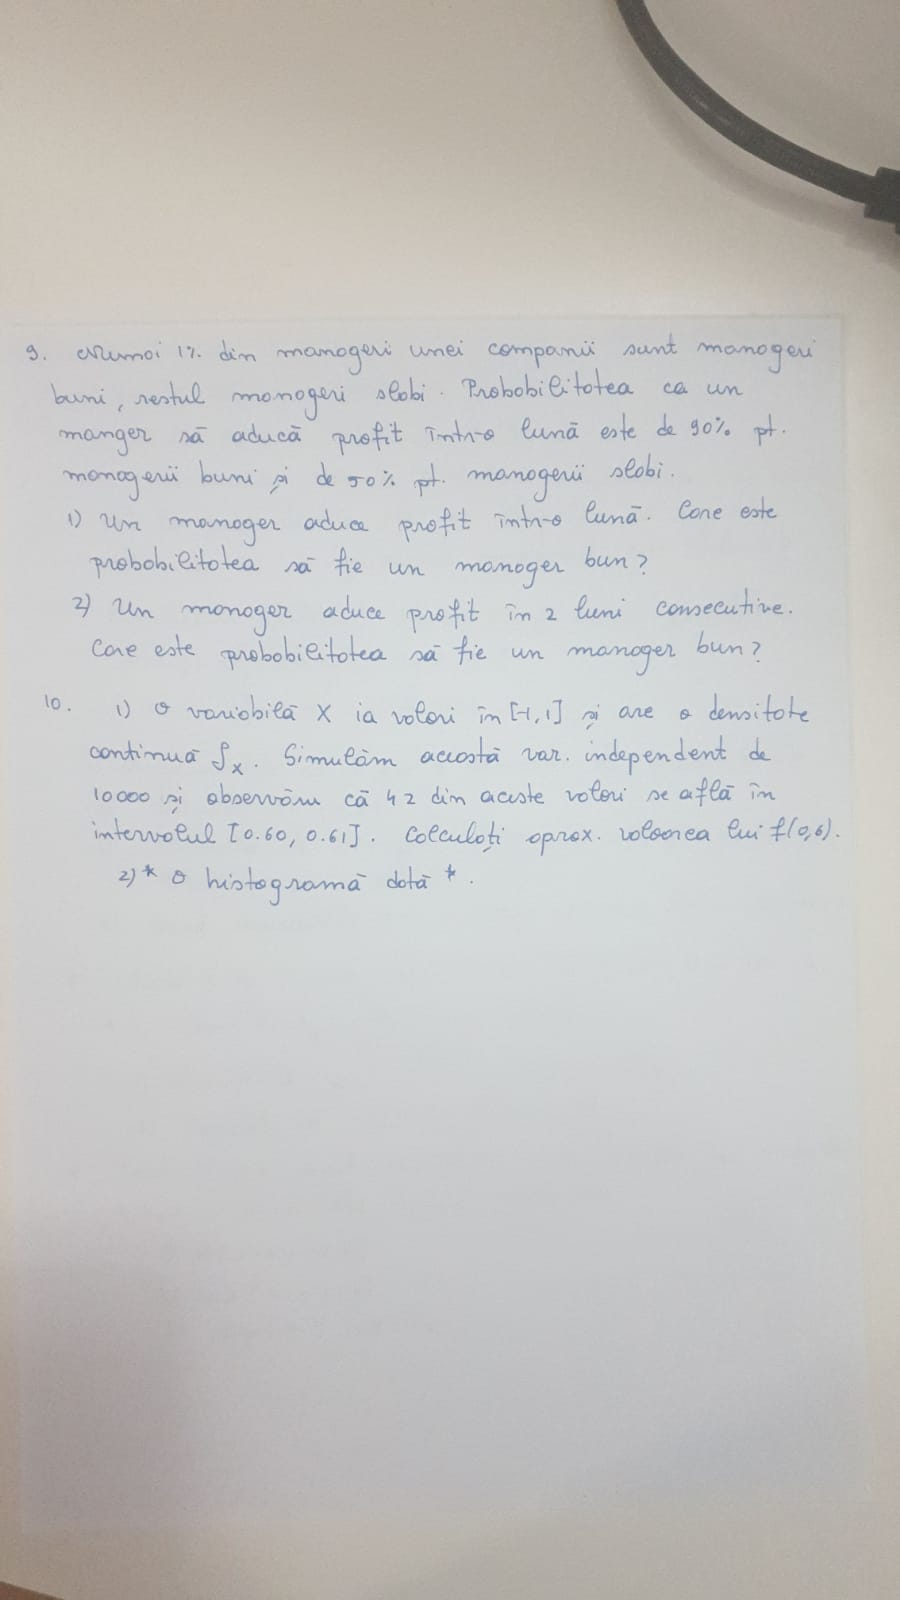 9. Numai 1% din manageri unei companii sunt manageri
buni, restul manageri slabi. Probabilitatea ca un
manger să aducă profit într-o lună este de 90% pt.
managerii buni și de 50% pt. managerii slabi.
1) Un manager aduce profit într-o lună. Care este
probabilitatea să fie un manager bun?
2) Un manager aduce profit în 2 luni consecutive.
Care este probabilitatea să fie un manager bun?
10. 1) O variabilă X ia valori în [-1,1] și are o densitate
continuă fₓ. Simulăm această var. independent de
10000 și observăm că 42 din aceste valori se află în
intervalul [0.60, 0.61]. Calculați aprox. valoarea lui f(0,6).
2)* O histogramă dată *.